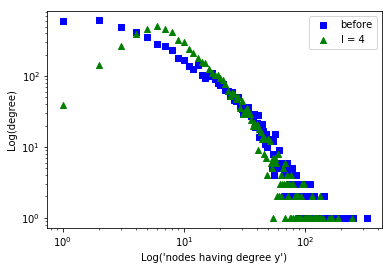 before
l = 4
Log(degree)
10²
10¹
10⁰
10⁰
10¹
10²
Log('nodes having degree y')